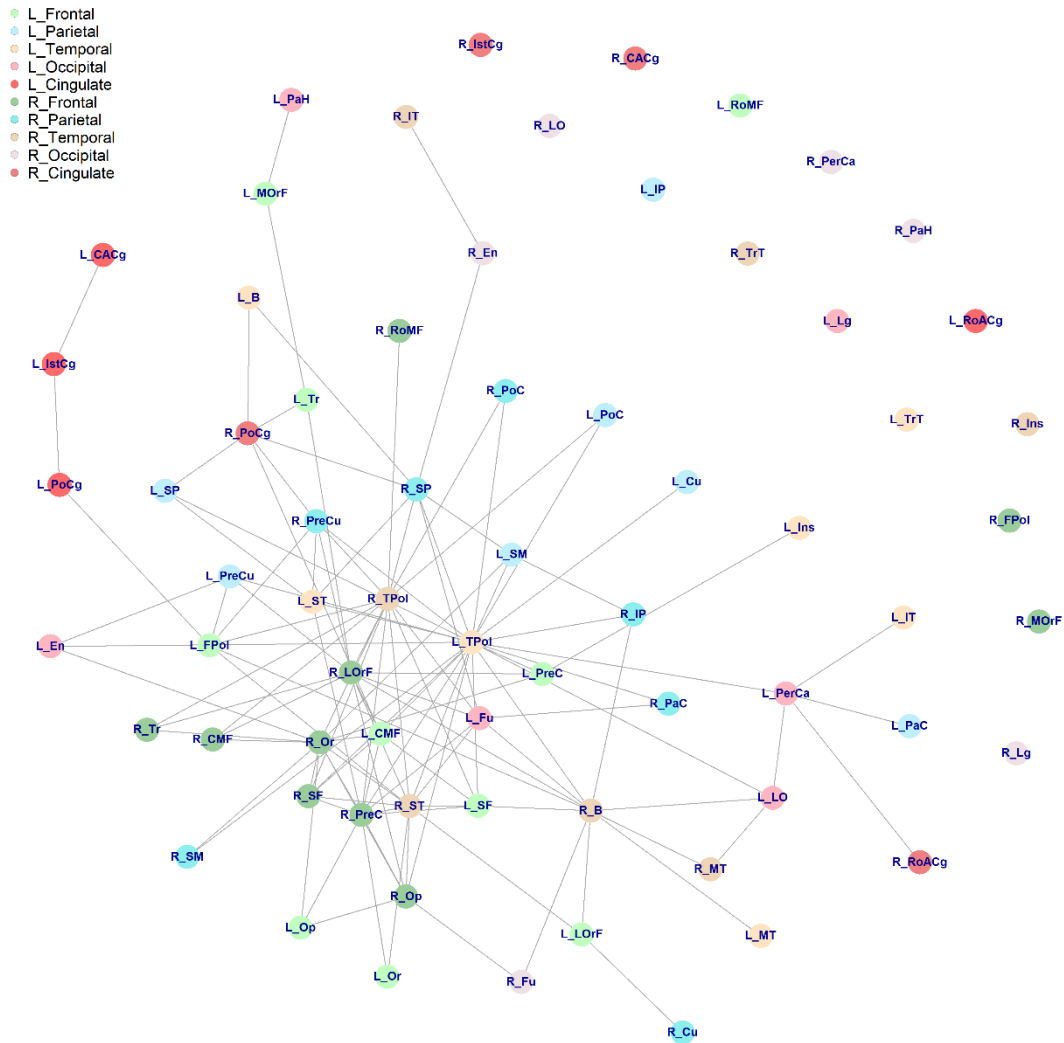 L_Frontal
L_Parietal
L_Temporal
L_Occipital
L_Cingulate
R_Frontal
R_Parietal
R_Temporal
R_Occipital
R_Cingulate
R_IstCg
R_CACg
L_PaH
L_RoMF
R_IT
R_LO
R_PerCa
L_IP
L_MOrF
R_PaH
L_CACg
R_En
R_TrT
L_B
L_Lg
L_RoACg
R_RoMF
L_IstCg
R_PoC
L_Tr
L_PoC
L_TrT
R_Ins
R_PoCg
L_PoCg
L_SP
R_SP
L_Cu
R_PreCu
R_FPol
L_Ins
L_SM
L_PreCu
L_ST
R_TPol
R_IP
L_IT
R_MOrF
L_En
L_FPol
L_TPol
R_LOrF
L_PreC
L_PerCa
R_PaC
L_Fu
L_PaC
R_Tr
R_CMF
L_CMF
R_Or
R_Lg
R_SF
L_LO
R_ST
L_SF
R_B
R_PreC
R_SM
R_RoACg
R_MT
R_Op
L_Op
L_LOrF
L_MT
L_Or
R_Fu
R_Cu